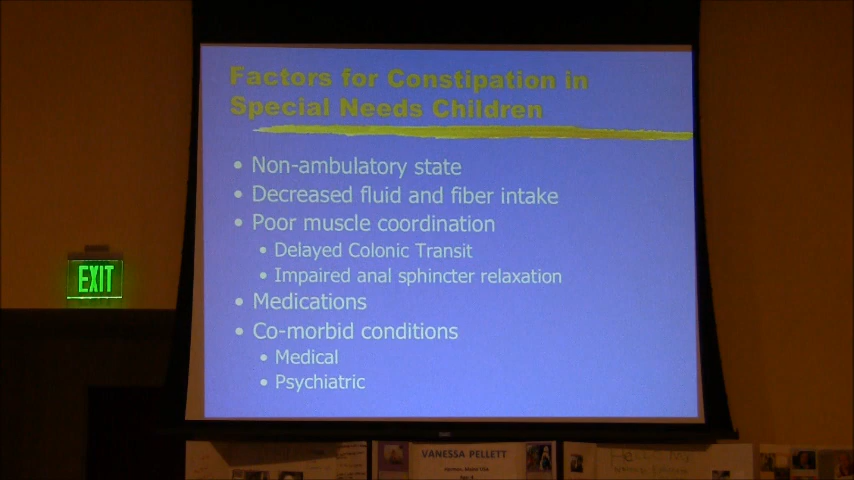 Factors for Constipation in
Special Needs Children
• Non-ambulatory state
• Decreased fluid and fiber intake
• Poor muscle coordination
• Delayed Colonic Transit
• Impaired anal sphincter relaxation
• Medications
• Co-morbid conditions
• Medical
• Psychiatric
EXIT
VANESSA PELLETT